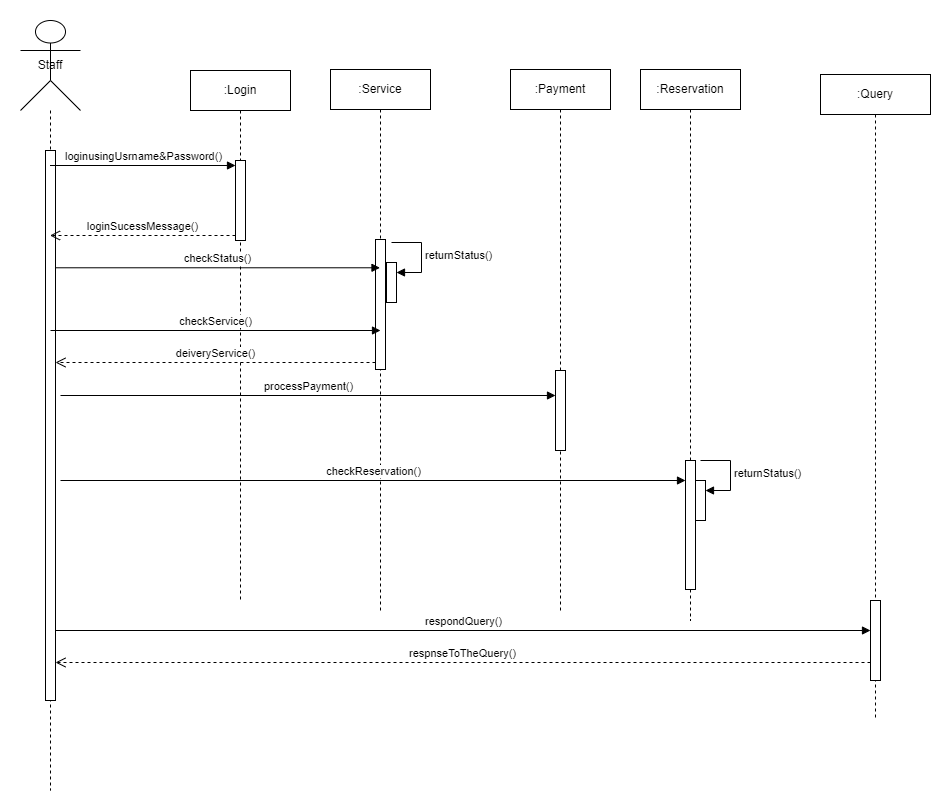 Staff
:Login
:Service
:Payment
:Reservation
:Query
loginusingUsrname&Password()
loginSucessMessage()
returnStatus()
checkStatus()
checkService()
deiveryService()
processPayment()
checkReservation()
returnStatus()
respondQuery()
respnseToTheQuery()